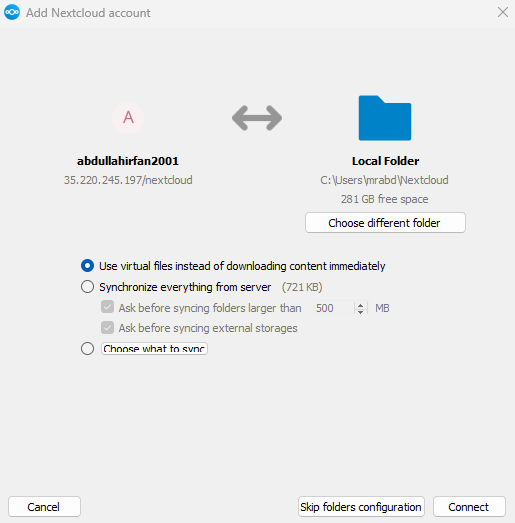 Add Nextcloud account
A
abdullahirfan2001
35.220.245.197/nextcloud
Local Folder
C:\Users\mrabd\Nextcloud
281 GB free space
Choose different folder
Use virtual files instead of downloading content immediately
Synchronize everything from server (721 KB)
Ask before syncing folders larger than 500 MB
Ask before syncing external storages
Choose what to sync
Cancel
Skip folders configuration
Connect